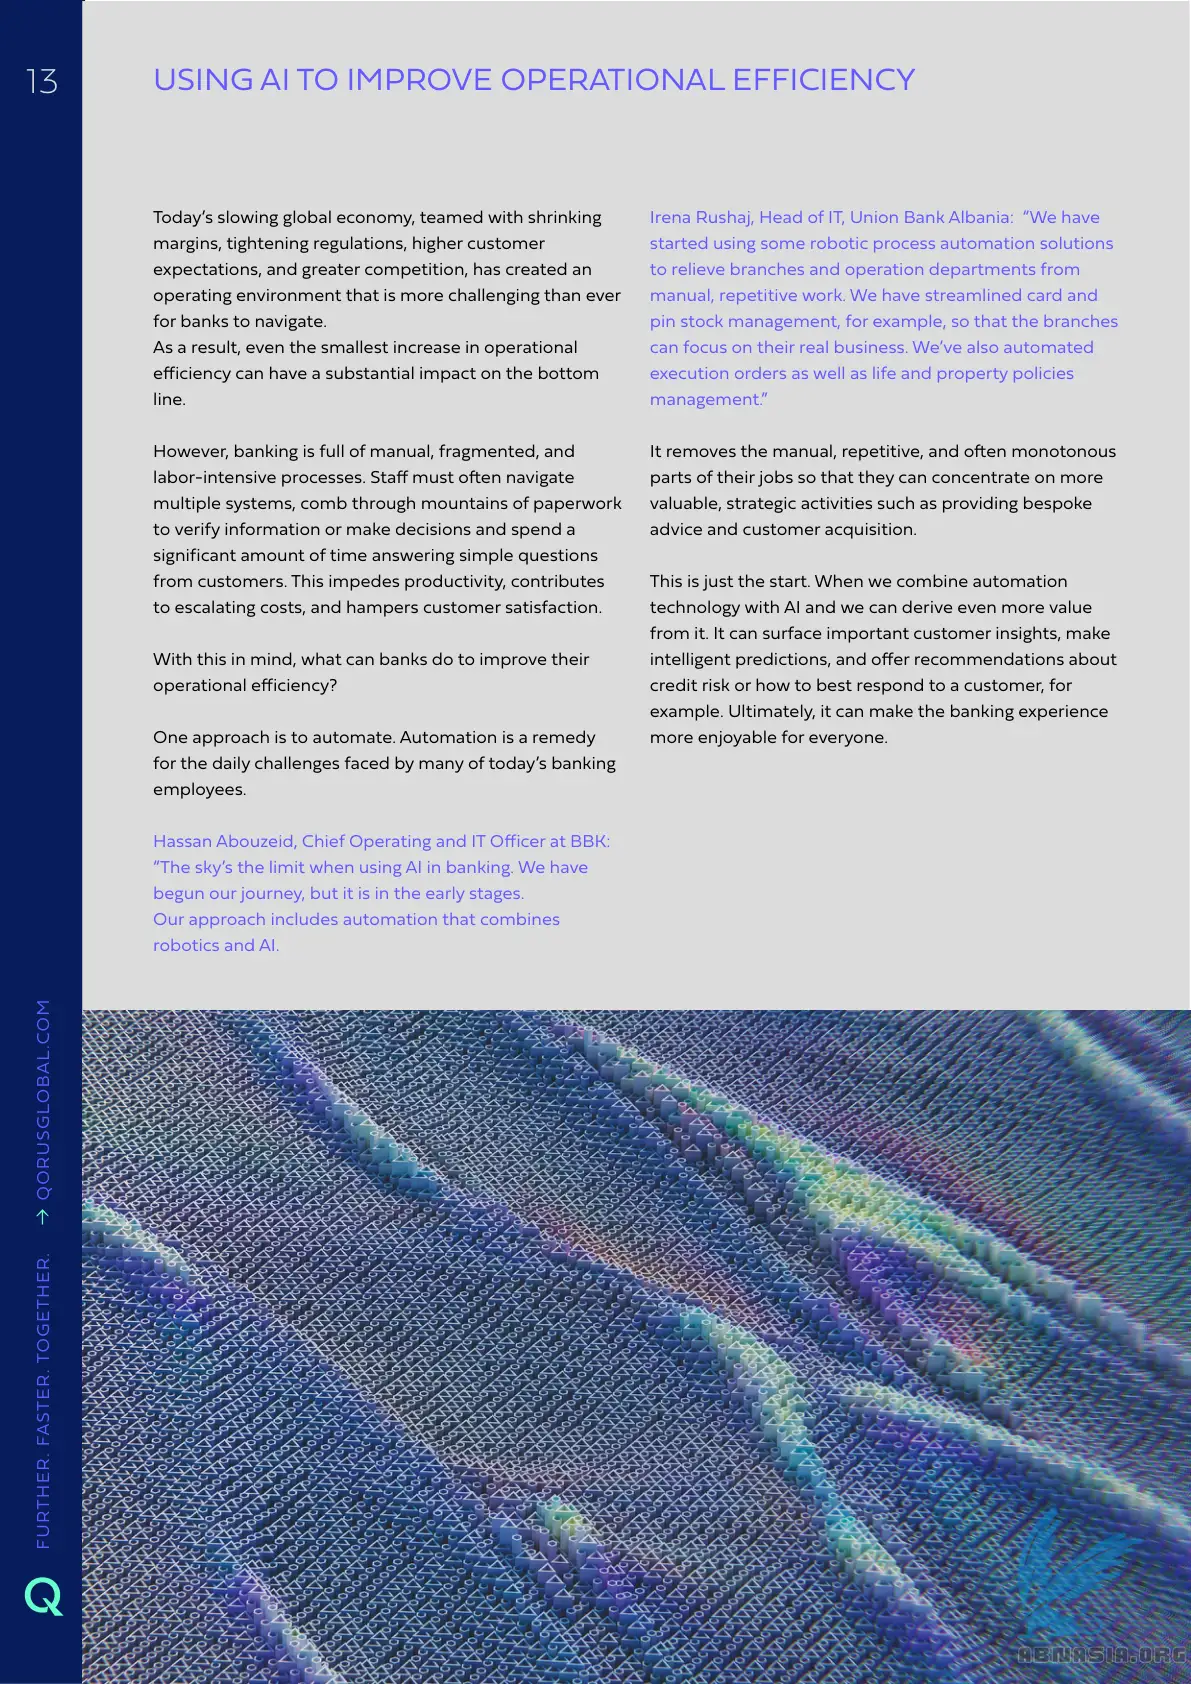 13
USING AI TO IMPROVE OPERATIONAL EFFICIENCY
Today’s slowing global economy, teamed with shrinking
margins, tightening regulations, higher customer
expectations, and greater competition, has created an
operating environment that is more challenging than ever
for banks to navigate.
As a result, even the smallest increase in operational
efficiency can have a substantial impact on the bottom
line.
However, banking is full of manual, fragmented, and
labor-intensive processes. Staff must often navigate
multiple systems, comb through mountains of paperwork
to verify information or make decisions and spend a
significant amount of time answering simple questions
from customers. This impedes productivity, contributes
to escalating costs, and hampers customer satisfaction.
With this in mind, what can banks do to improve their
operational efficiency?
One approach is to automate. Automation is a remedy
for the daily challenges faced by many of today’s banking
employees.
Hassan Abouzeid, Chief Operating and IT Officer at BBK:
“The sky’s the limit when using AI in banking. We have
begun our journey, but it is in the early stages.
Our approach includes automation that combines
robotics and AI.
Irena Rushaj, Head of IT, Union Bank Albania:  “We have
started using some robotic process automation solutions
to relieve branches and operation departments from
manual, repetitive work. We have streamlined card and
pin stock management, for example, so that the branches
can focus on their real business. We’ve also automated
execution orders as well as life and property policies
management.”
It removes the manual, repetitive, and often monotonous
parts of their jobs so that they can concentrate on more
valuable, strategic activities such as providing bespoke
advice and customer acquisition.
This is just the start. When we combine automation
technology with AI and we can derive even more value
from it. It can surface important customer insights, make
intelligent predictions, and offer recommendations about
credit risk or how to best respond to a customer, for
example. Ultimately, it can make the banking experience
more enjoyable for everyone.
FURTHER. FASTER. TOGETHER. → QORUSGLOBAL.COM
Q
ABNASIA.ORG